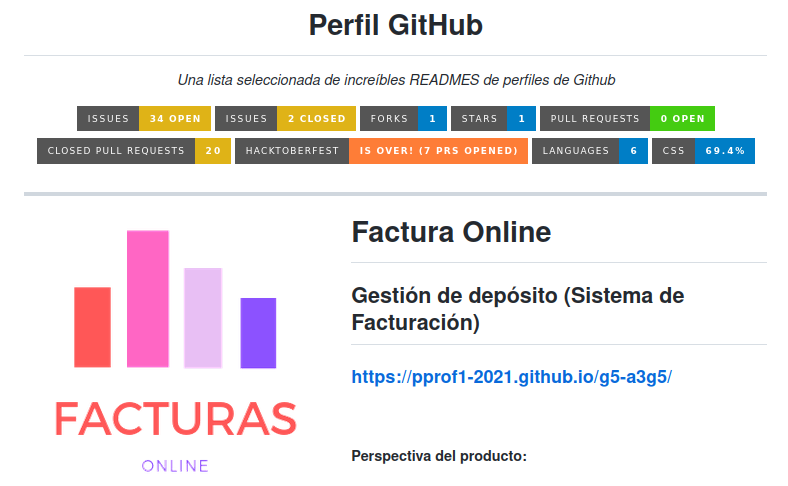 Perfil GitHub
Una lista seleccionada de increíbles READMES de perfiles de Github
ISSUES 34 OPEN ISSUES 2 CLOSED FORKS 1 STARS 1 PULL REQUESTS 0 OPEN
CLOSED PULL REQUESTS 20 HACKTOBERFEST IS OVER! (7 PRS OPENED) LANGUAGES 6 CSS 69.4%
FACTURAS
ONLINE
Factura Online
Gestión de depósito (Sistema de
Facturación)
https://pprof1-2021.github.io/g5-a3g5/
Perspectiva del producto: